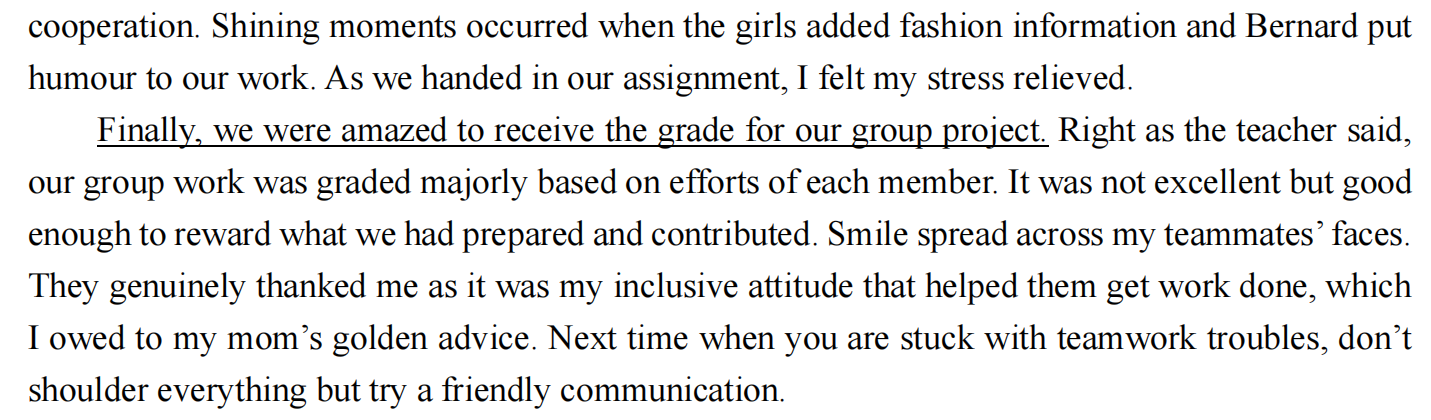 cooperation. Shining moments occurred when the girls added fashion information and Bernard put
humour to our work. As we handed in our assignment, I felt my stress relieved.
Finally, we were amazed to receive the grade for our group project. Right as the teacher said,
our group work was graded majorly based on efforts of each member. It was not excellent but good
enough to reward what we had prepared and contributed. Smile spread across my teammates’ faces.
They genuinely thanked me as it was my inclusive attitude that helped them get work done, which
I owed to my mom’s golden advice. Next time when you are stuck with teamwork troubles, don’t
shoulder everything but try a friendly communication.